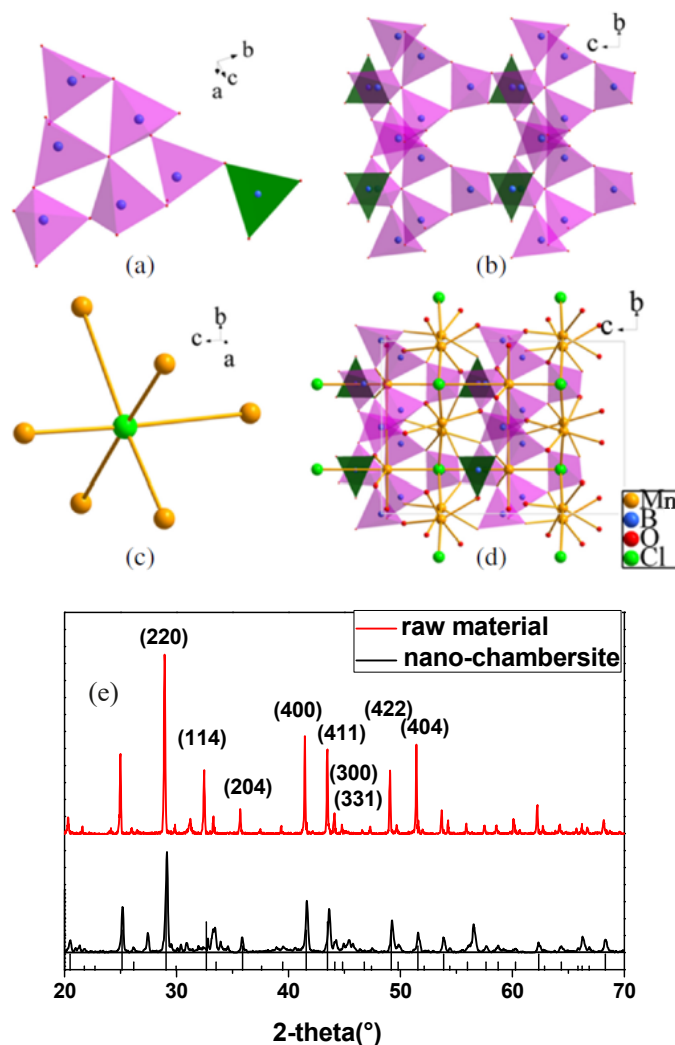 b
c
a
(a)
b
c
(b)
b
c
a
(c)
b
c
(d)
Mn
B
O
Cl
(e)
raw material
nano-chambersite
(220)
(114)
(204)
(400)
(411)
(300)
(331)
(422)
(404)
20 30 40 50 60 70
2-theta(°)